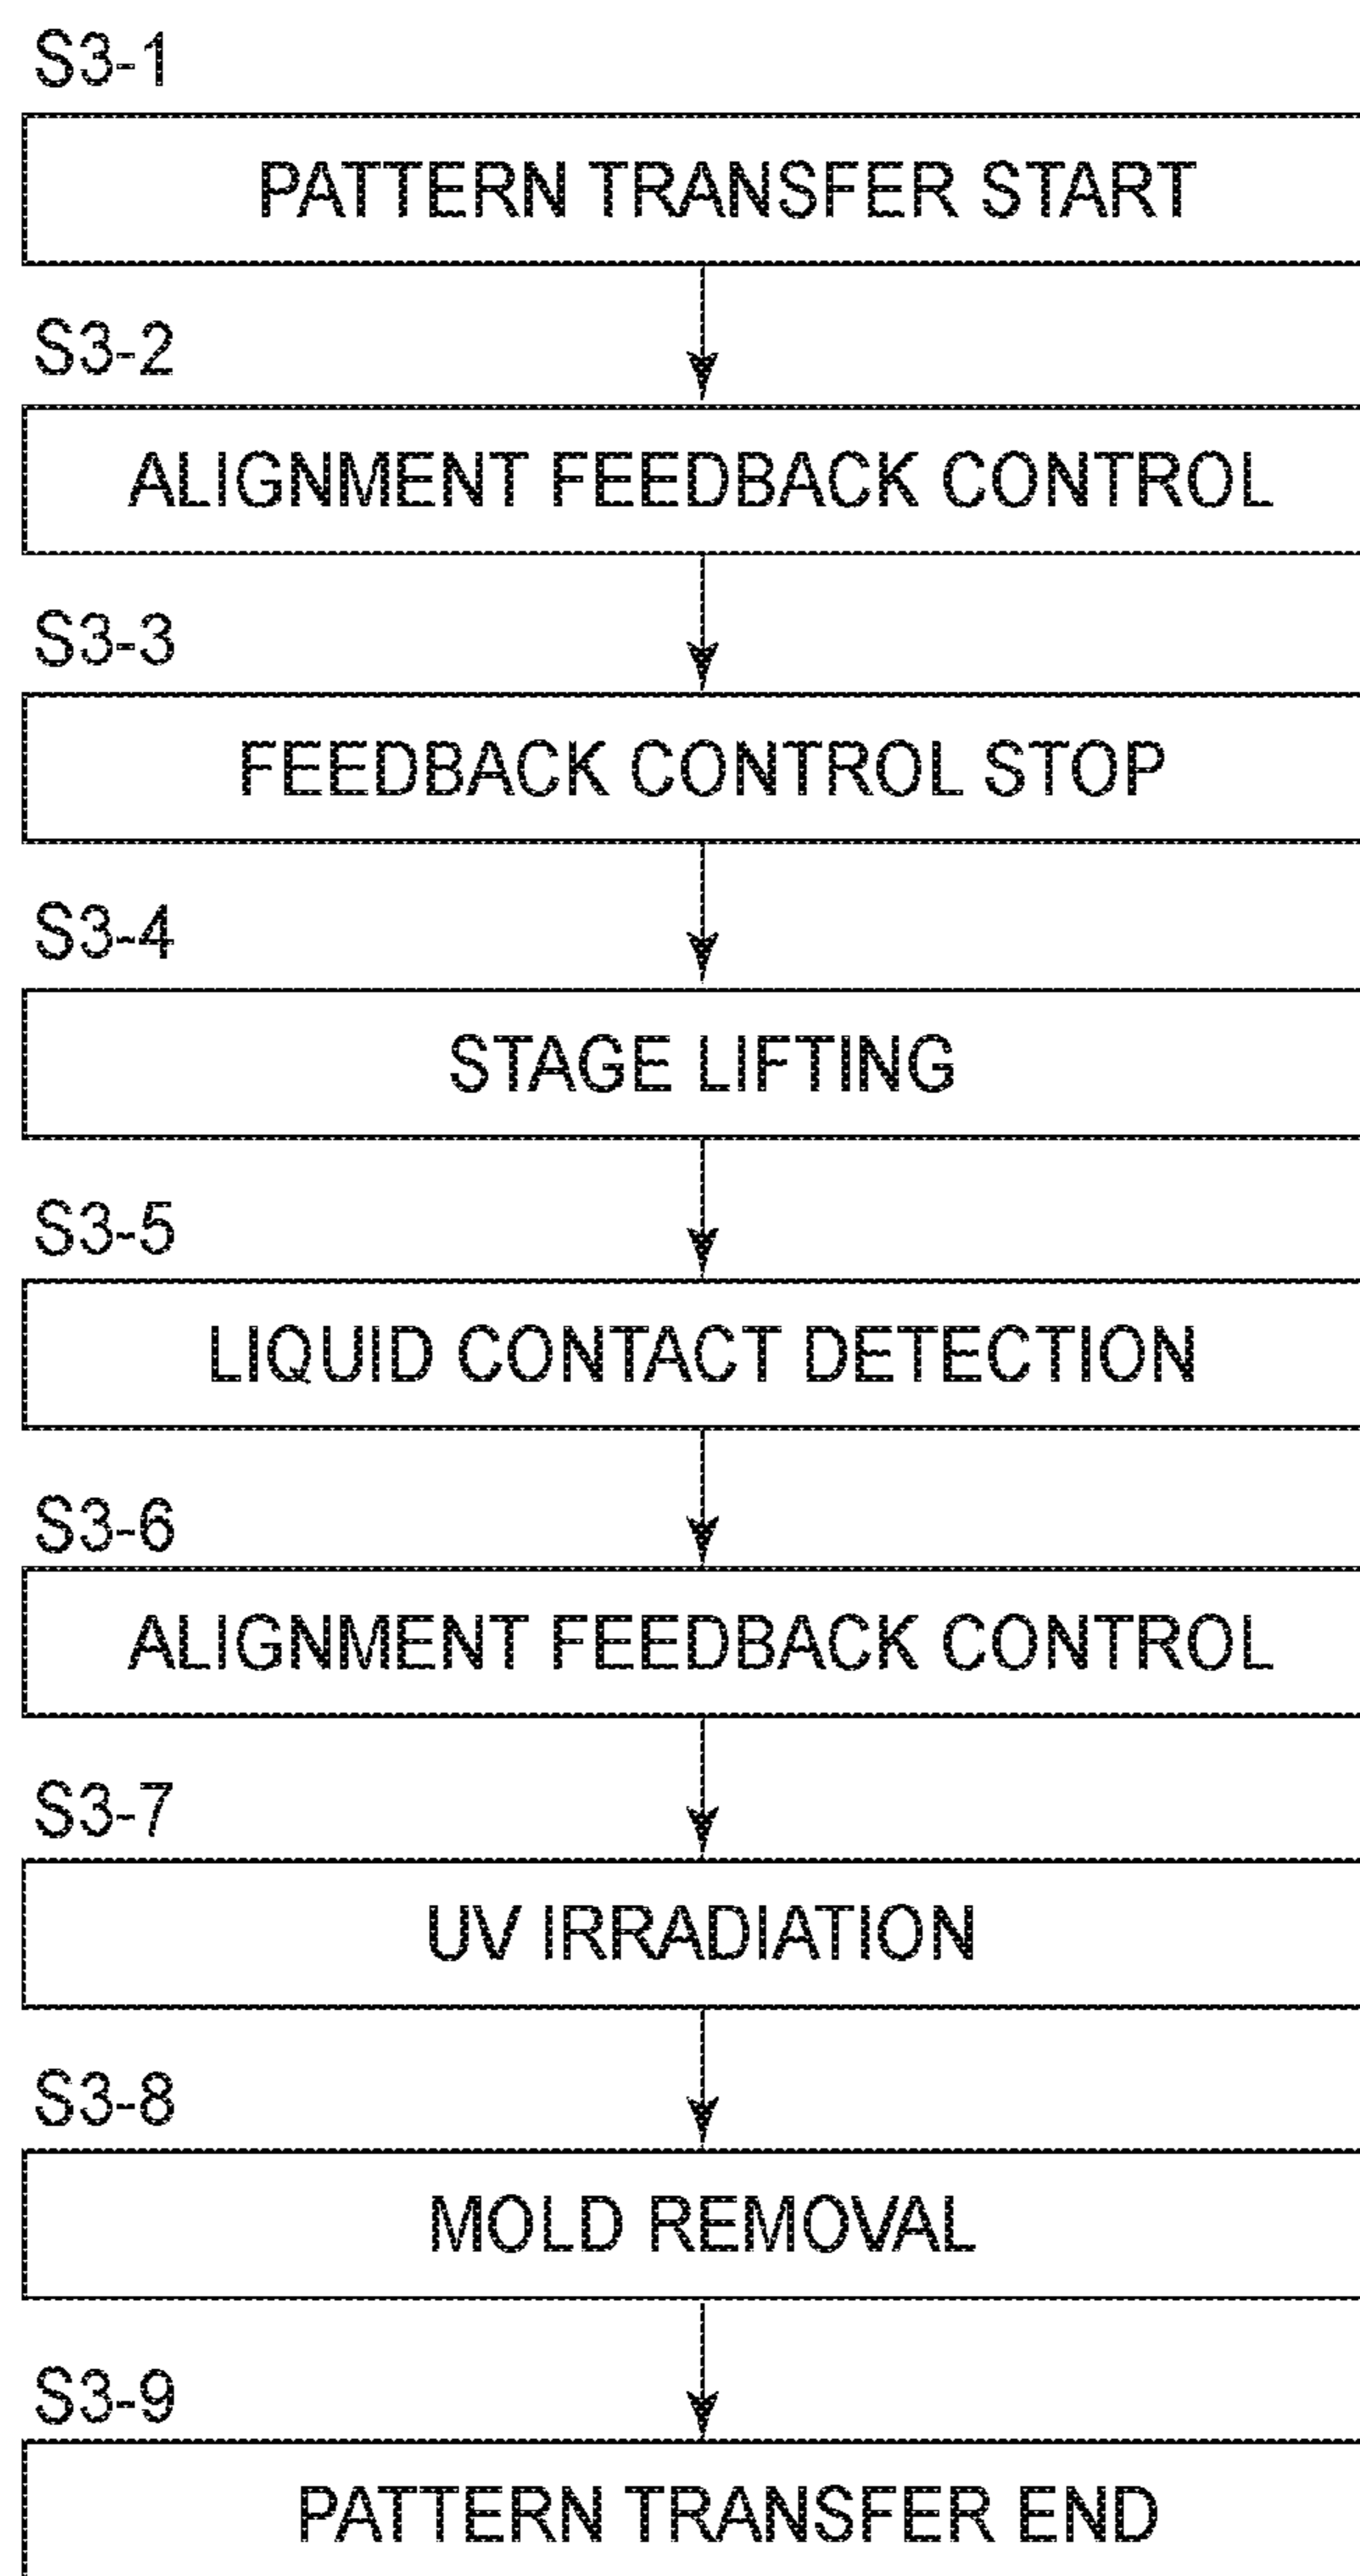 S3-1
PATTERN TRANSFER START
S3-2
ALIGNMENT FEEDBACK CONTROL
S3-3
FEEDBACK CONTROL STOP
S3-4
STAGE LIFTING
S3-5
LIQUID CONTACT DETECTION
S3-6
ALIGNMENT FEEDBACK CONTROL
S3-7
UV IRRADIATION
S3-8
MOLD REMOVAL
S3-9
PATTERN TRANSFER END